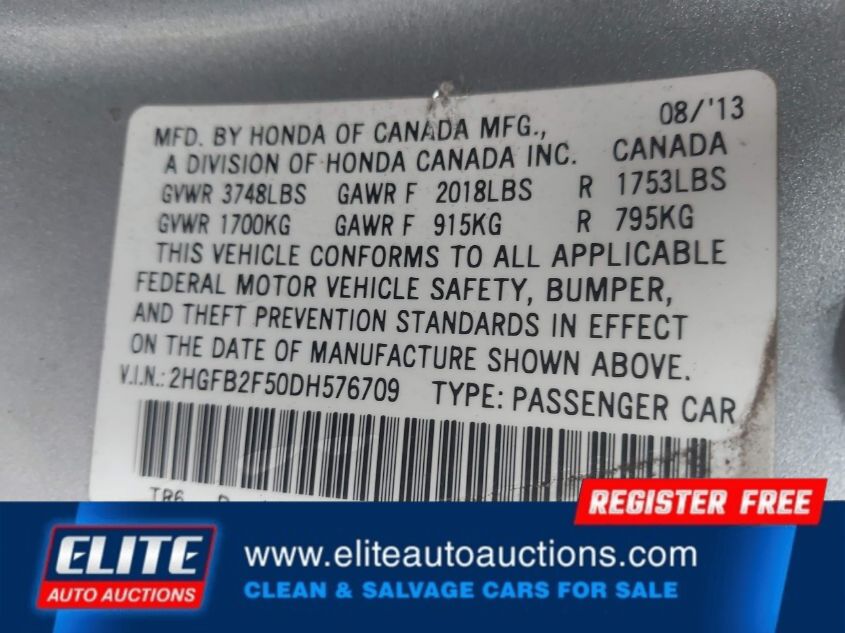 08/'13
MFD. BY HONDA OF CANADA MFG.,
A DIVISION OF HONDA CANADA INC. CANADA
GVWR 3748LBS GAWR F 2018LBS R 1753LBS
GVWR 1700KG GAWR F 915KG R 795KG
THIS VEHICLE CONFORMS TO ALL APPLICABLE
FEDERAL MOTOR VEHICLE SAFETY, BUMPER,
AND THEFT PREVENTION STANDARDS IN EFFECT
ON THE DATE OF MANUFACTURE SHOWN ABOVE.
V.I.N.: 2HGFB2F50DH576709 TYPE: PASSENGER CAR
TR6
REGISTER FREE
ELITE
AUTO AUCTIONS
www.eliteautoauctions.com
CLEAN & SALVAGE CARS FOR SALE